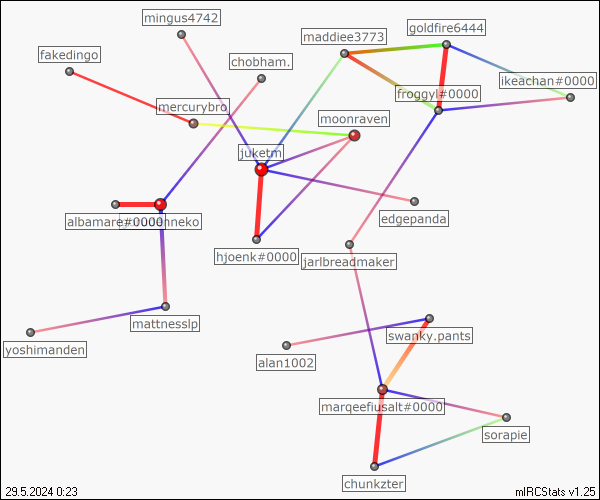 mingus4742
goldfire6444
maddiee3773
fakedingo
chobham.
ikeachan#0000
froggyl#0000
mercurybro
moonraven
juketm
albamare#0000
edgepanda
hjoenk#0000
jarlbreadmaker
mattnesslp
swanky.pants
yoshimanden
alan1002
marqeefiusalt#0000
sorapie
chunkzter
29.5.2024 0:23
mIRCStats v1.25